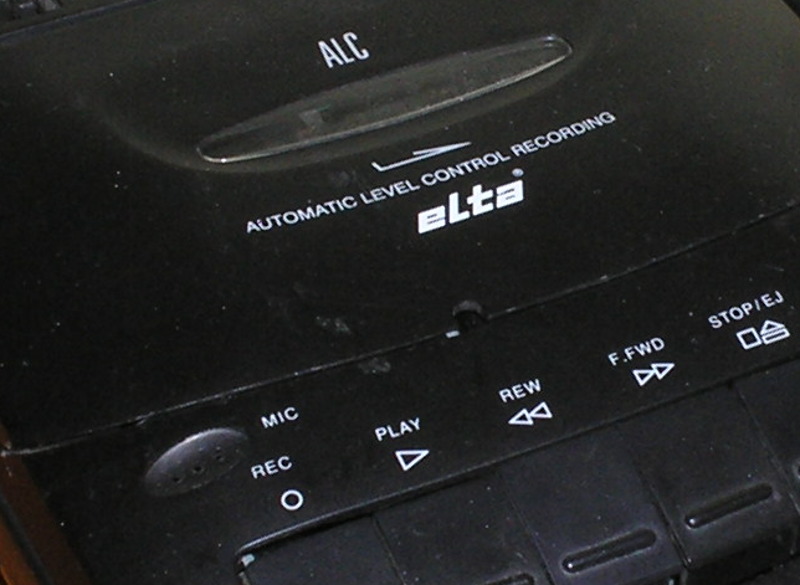 ALC
AUTOMATIC LEVEL CONTROL RECORDING
elta®
MIC
REC
PLAY
REW
F.FWD
STOP/EJ